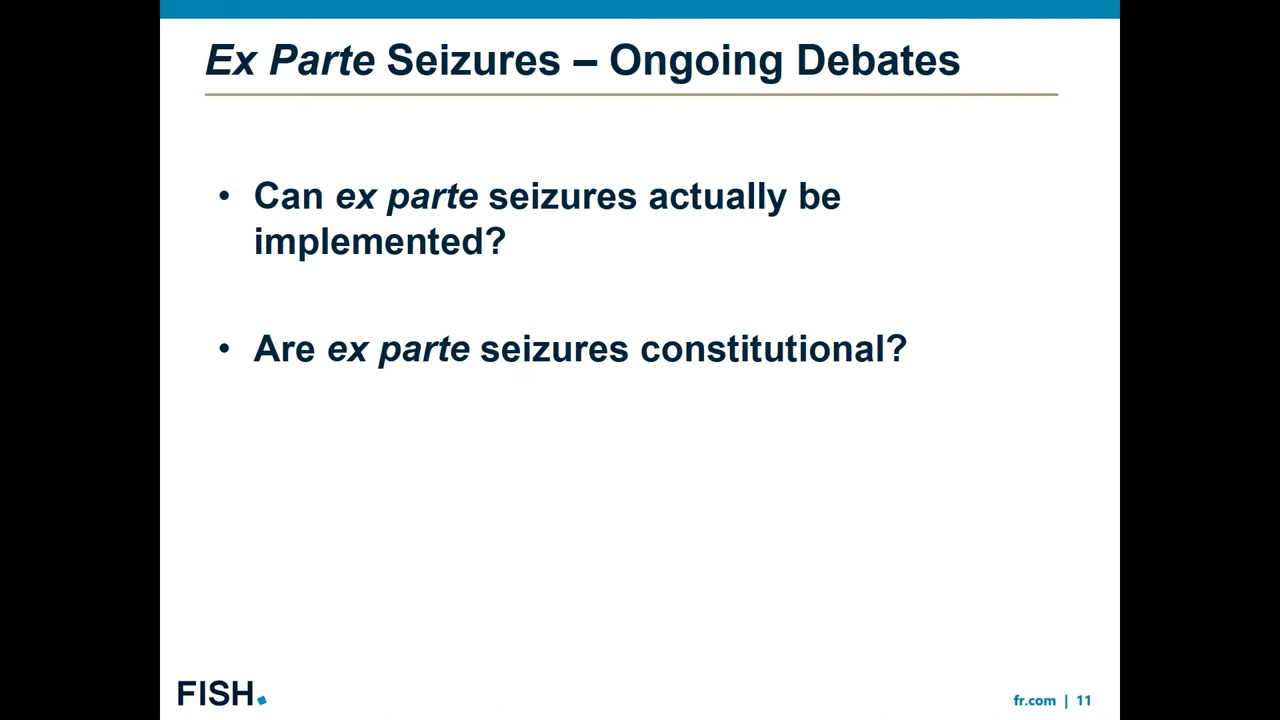 Ex Parte Seizures – Ongoing Debates
• Can ex parte seizures actually be
implemented?
• Are ex parte seizures constitutional?
FISH.
fr.com | 11